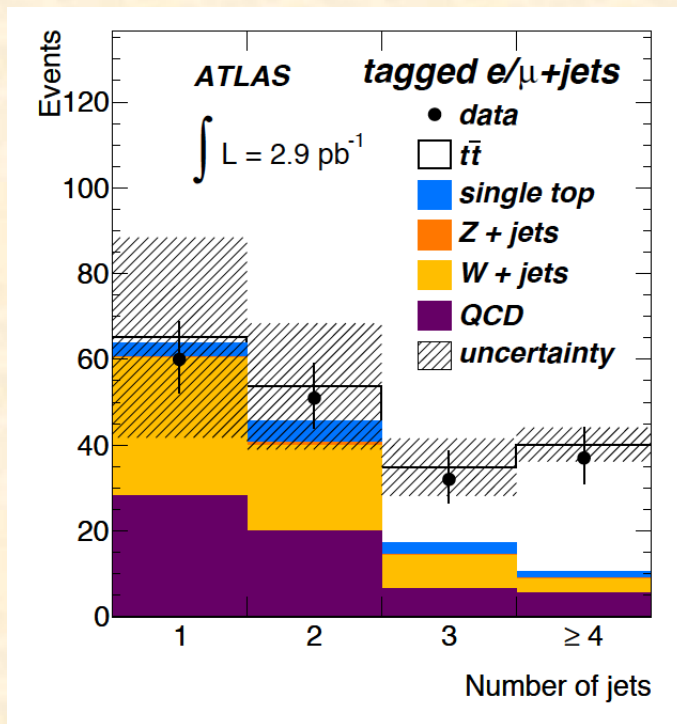 Events
120
100
80
60
40
20
0
ATLAS
∫ L = 2.9 pb⁻¹
tagged e/μ+jets
data
tt̄
single top
Z + jets
W + jets
QCD
uncertainty
1 2 3 ≥ 4
Number of jets